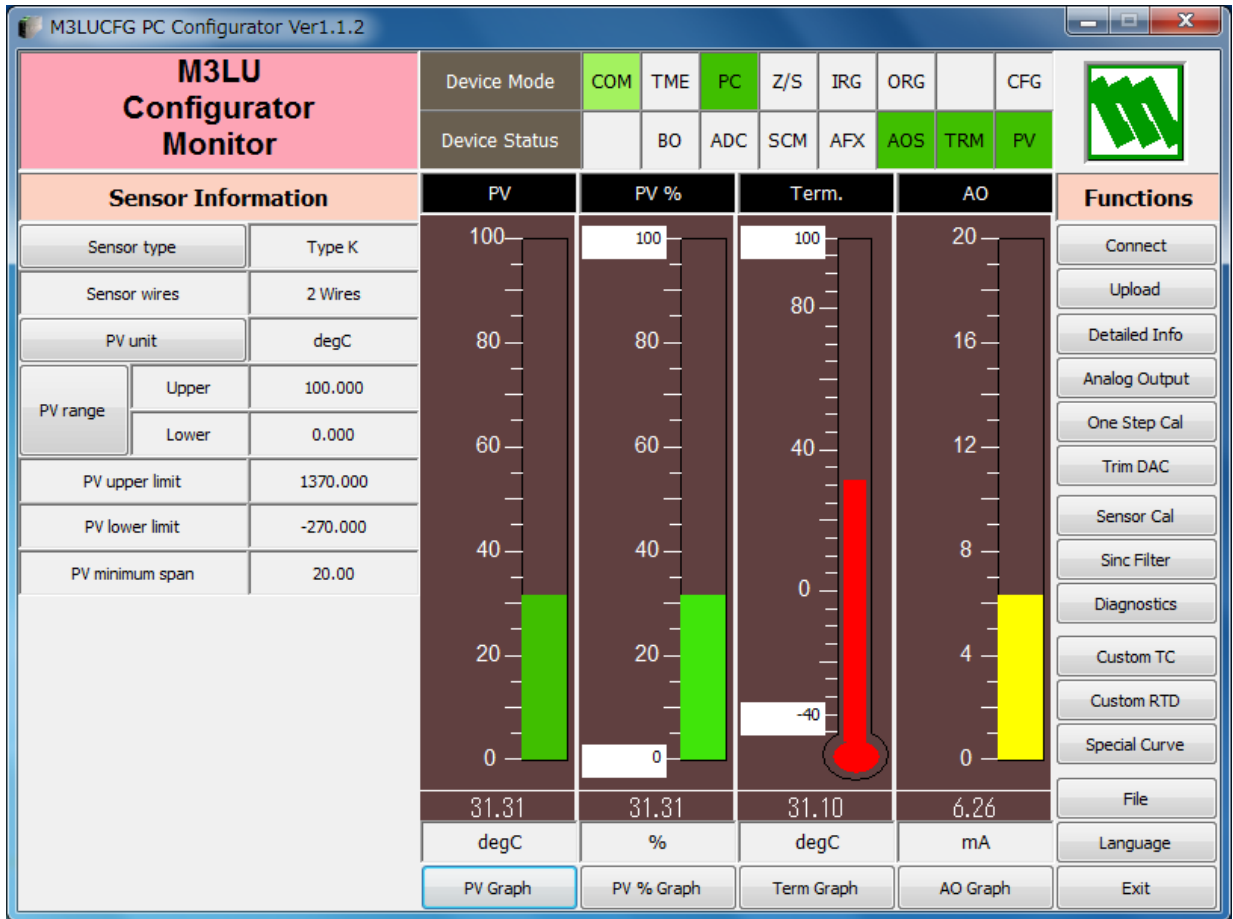 M3LUCFG PC Configurator Ver1.1.2
M3LU
Configurator
Monitor
Device Mode COM TME PC Z/S IRG ORG CFG
Device Status BO ADC SCM AFX AOS TRM PV
Sensor Information
Sensor type Type K
Sensor wires 2 Wires
PV unit degC
PV range Upper 100.000
Lower 0.000
PV upper limit 1370.000
PV lower limit -270.000
PV minimum span 20.00
PV
100
80
60
40
20
0
31.31
degC
PV Graph
PV %
100
80
60
40
20
0
31.31
%
PV % Graph
Term.
100
80
40
0
-40
31.10
degC
Term Graph
AO
20
16
12
8
4
0
6.26
mA
AO Graph
Functions
Connect
Upload
Detailed Info
Analog Output
One Step Cal
Trim DAC
Sensor Cal
Sinc Filter
Diagnostics
Custom TC
Custom RTD
Special Curve
File
Language
Exit